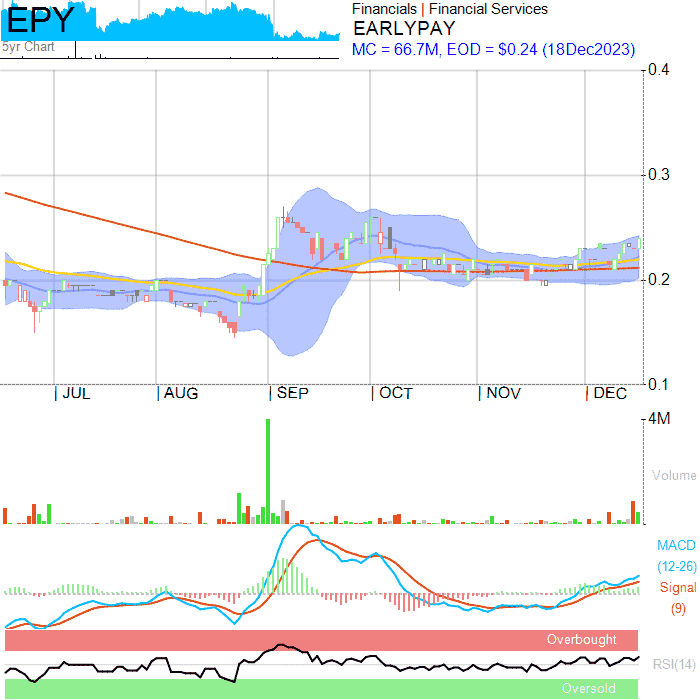 EPY
5yr Chart
Financials | Financial Services
EARLYPAY
MC = 66.7M, EOD = $0.24 (18Dec2023)
0.4
0.3
0.2
0.1
JUL AUG SEP OCT NOV DEC
4M
Volume
MACD
(12-26)
Signal
(9)
Overbought
RSI(14)
Oversold